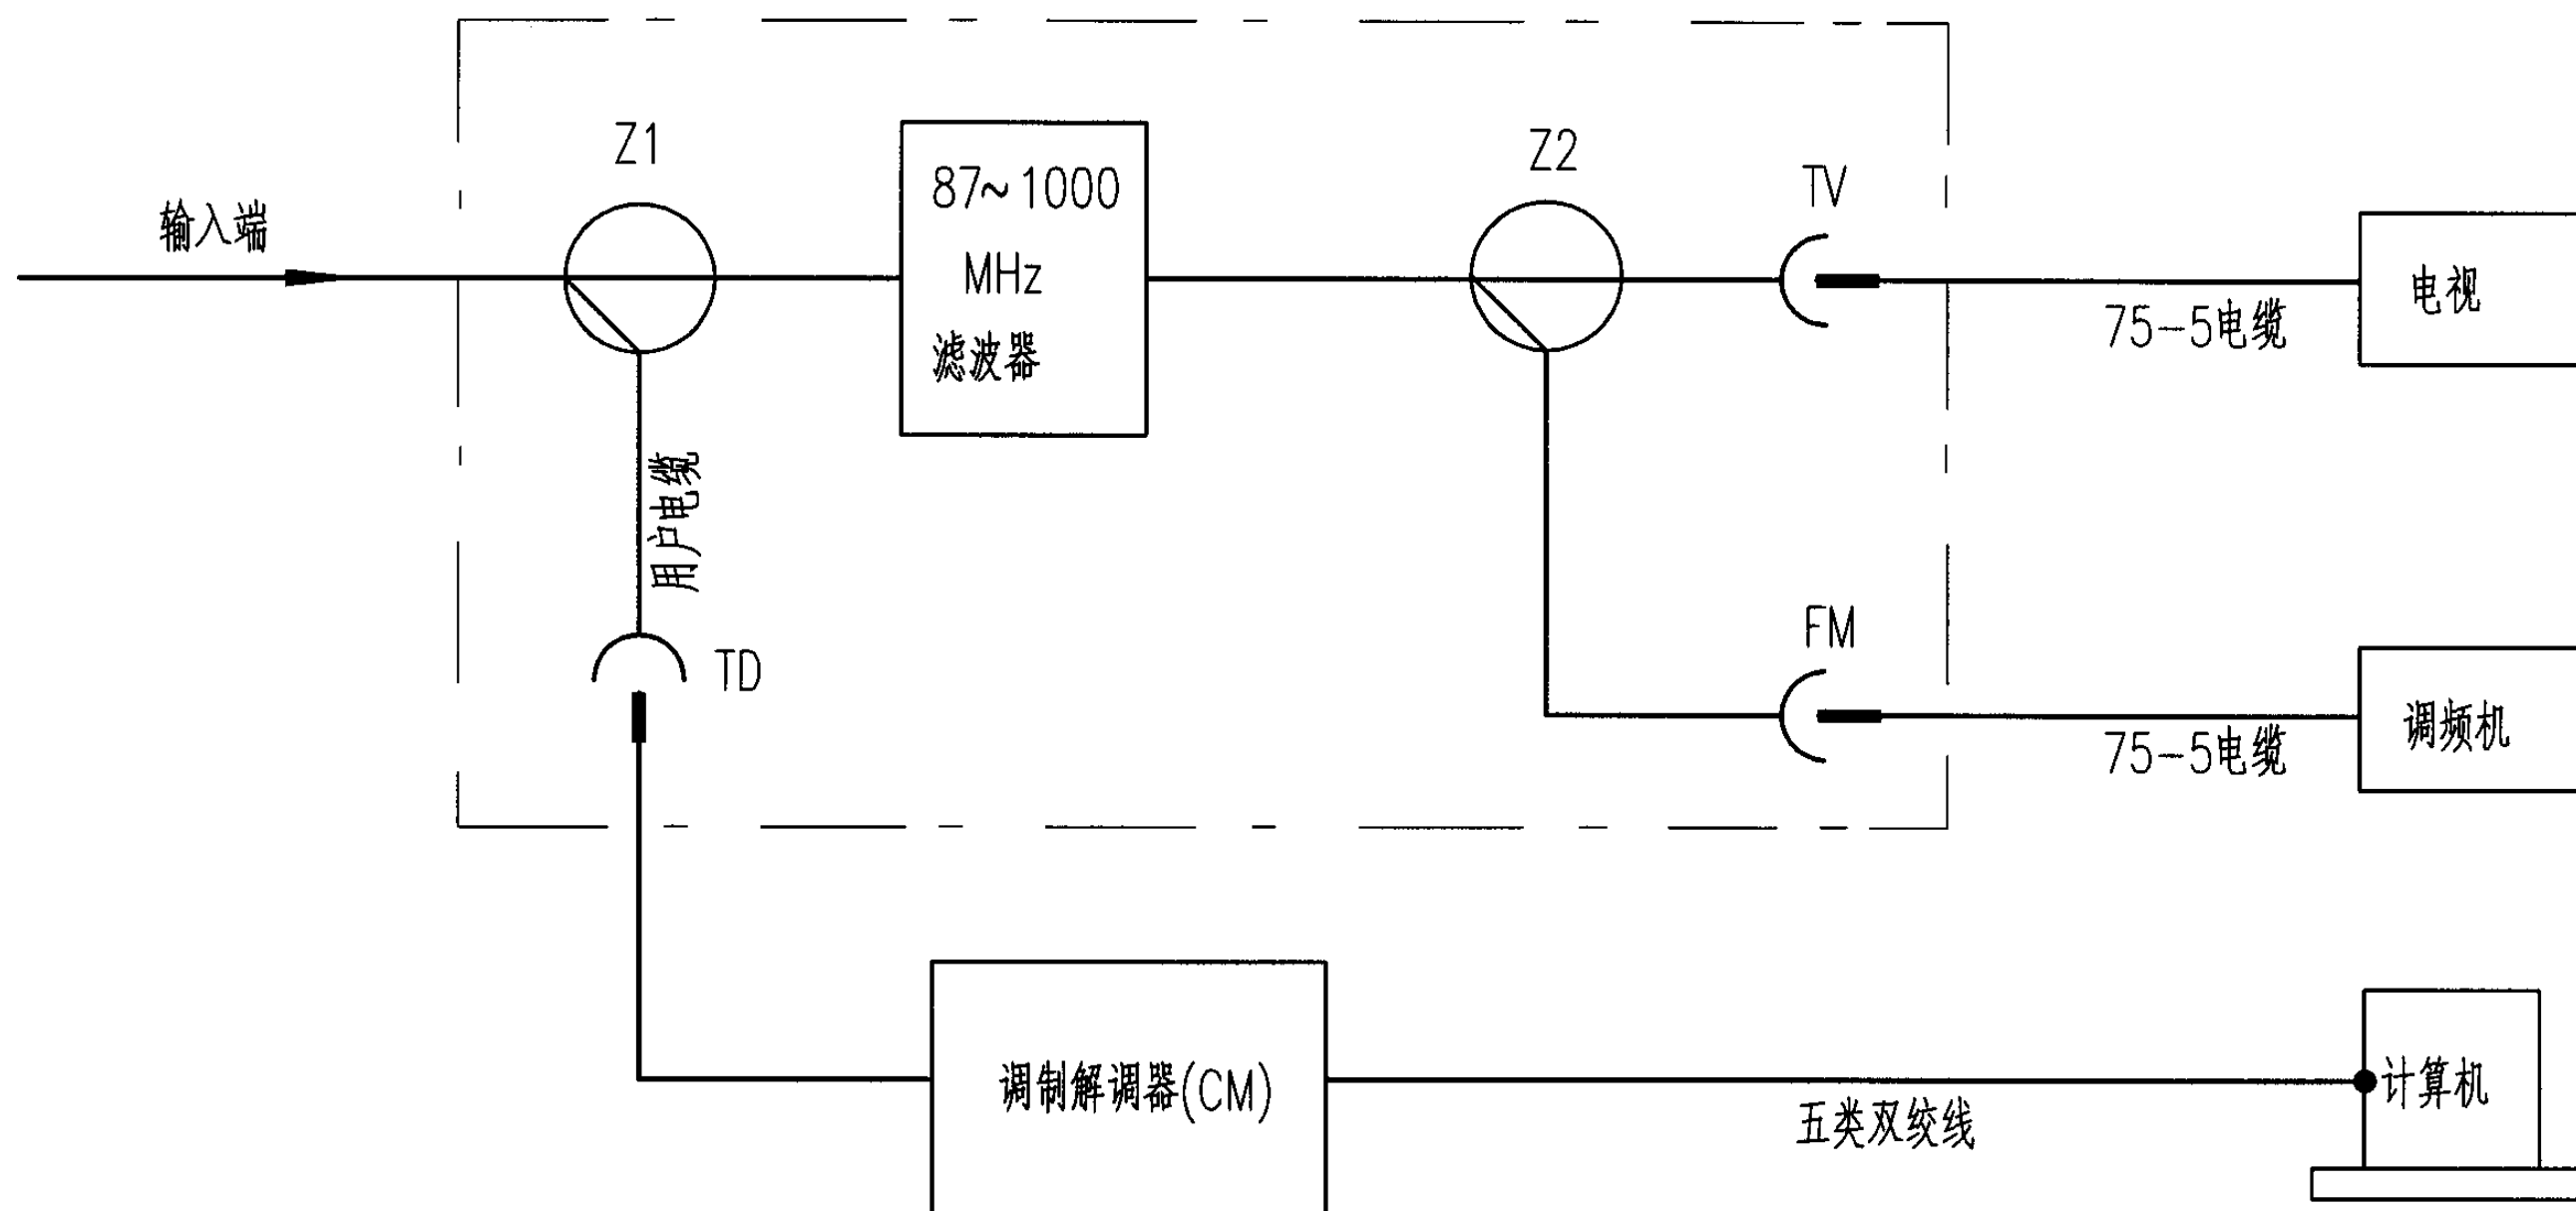 Z1
Z2
87~1000
MHz
滤波器
TV
输入端
电视
75-5电缆
用户电缆
TD
FM
调频机
75-5电缆
调制解调器(CM)
计算机
五类双绞线